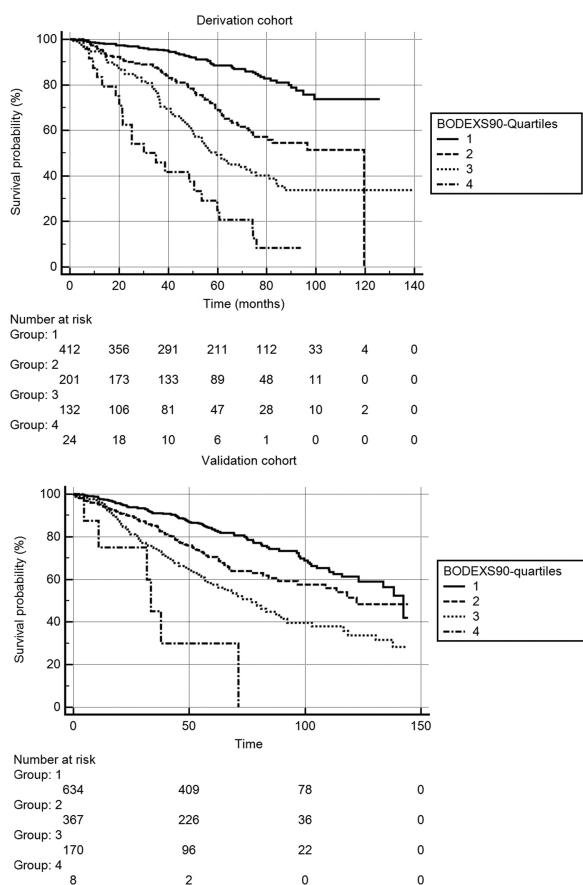 Derivation cohort
100
80
60
40
20
0
Survival probability (%)
0 20 40 60 80 100 120 140
Time (months)
BODEXS90-Quartiles
1
2
3
4
Number at risk
Group: 1
412 356 291 211 112 33 4 0
Group: 2
201 173 133 89 48 11 0 0
Group: 3
132 106 81 47 28 10 2 0
Group: 4
24 18 10 6 1 0 0 0
Validation cohort
100
80
60
40
20
0
Survival probability (%)
0 50 100 150
Time
BODEXS90-quartiles
1
2
3
4
Number at risk
Group: 1
634 409 78 0
Group: 2
367 226 36 0
Group: 3
170 96 22 0
Group: 4
8 2 0 0